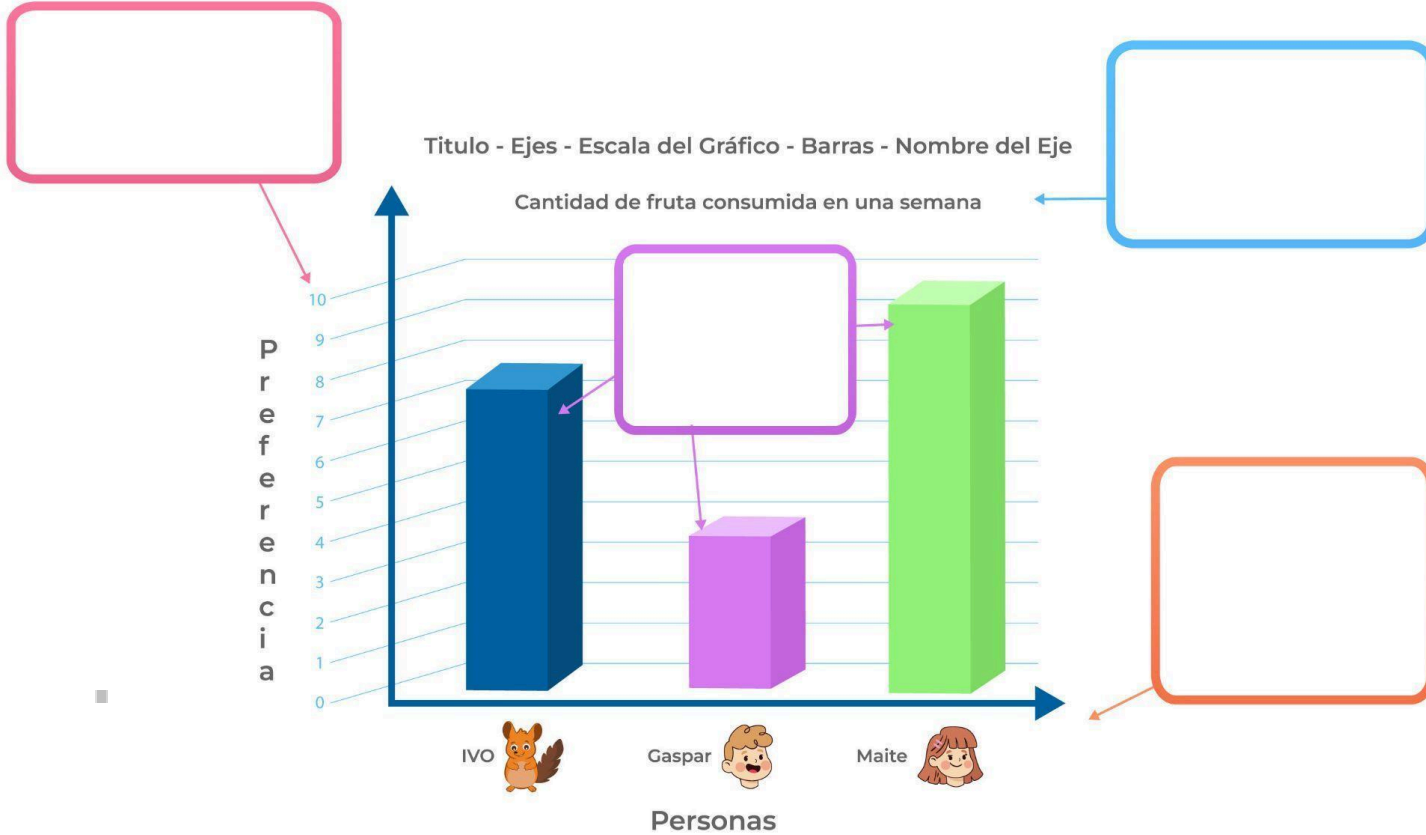 Titulo - Ejes - Escala del Gráfico - Barras - Nombre del Eje
Cantidad de fruta consumida en una semana
Preferencia
10
9
8
7
6
5
4
3
2
1
0
IVO
Gaspar
Maite
Personas